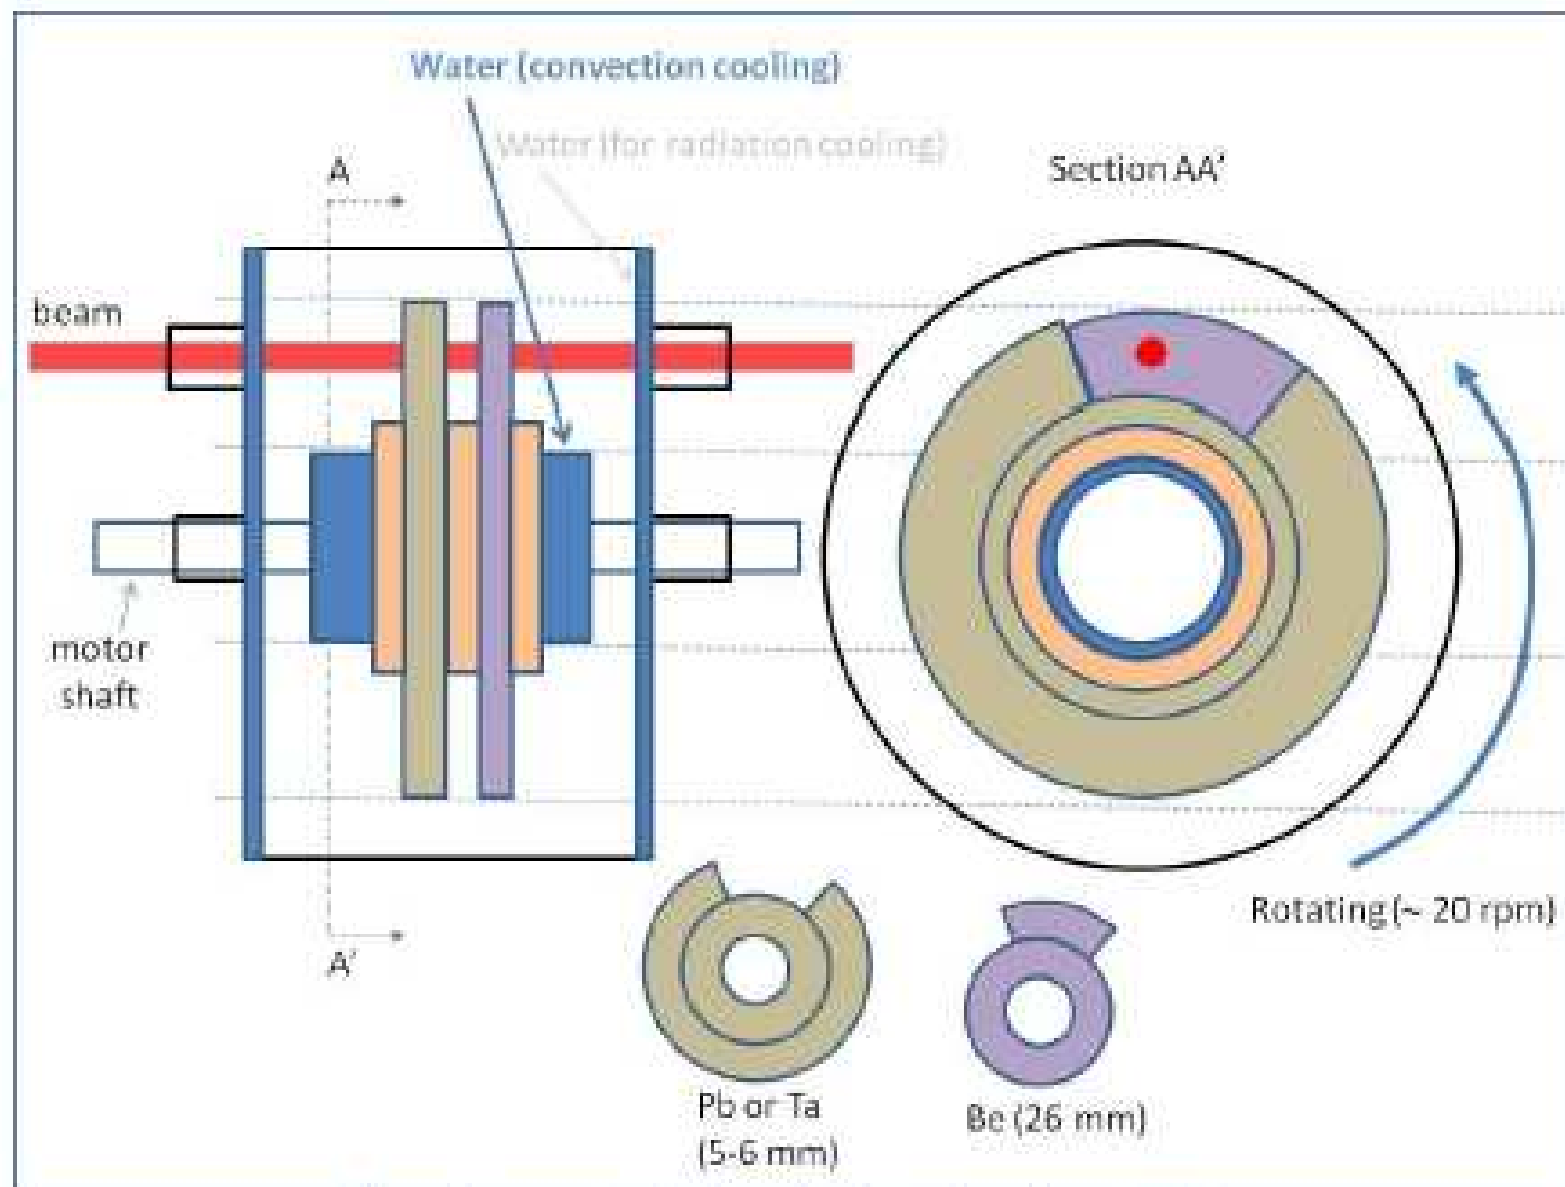 Water (convection cooling)
Water (for radiation cooling)
A
Section AA'
beam
motor
shaft
A'
Rotating (~ 20 rpm)
Pb or Ta
(5-6 mm)
Be (26 mm)